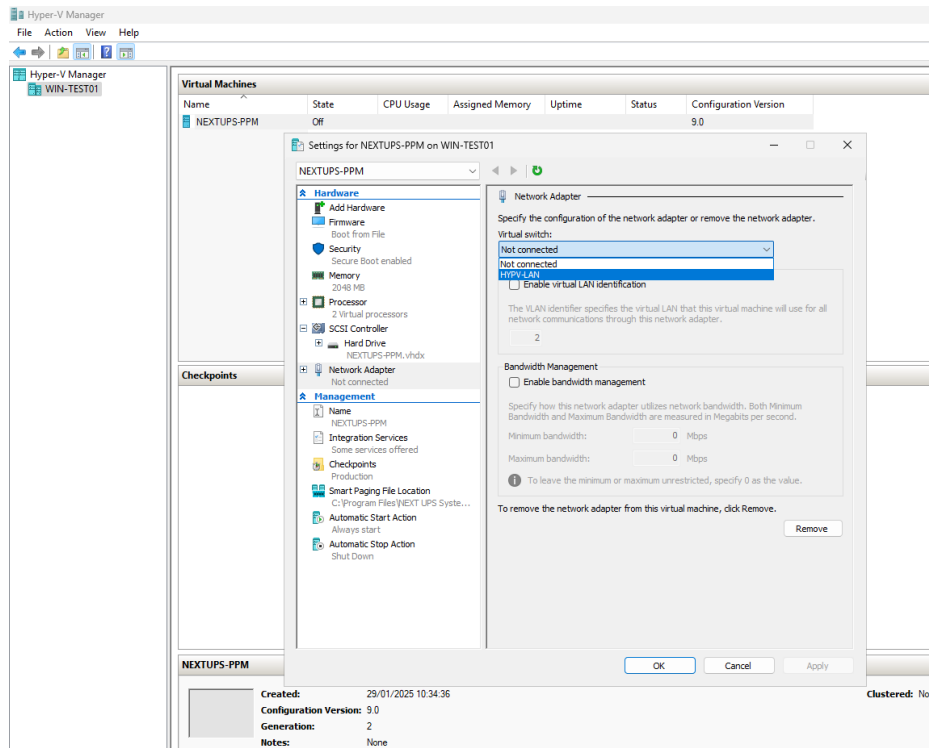 Hyper-V Manager
File Action View Help
Hyper-V Manager
WIN-TEST01
Virtual Machines
Name State CPU Usage Assigned Memory Uptime Status Configuration Version
NEXTUPS-PPM Off 9.0
Settings for NEXTUPS-PPM on WIN-TEST01
NEXTUPS-PPM
Hardware
Add Hardware
Firmware
Boot from File
Security
Secure Boot enabled
Memory
2048 MB
Processor
2 Virtual processors
SCSI Controller
Hard Drive
NEXTUPS-PPM.vhdx
Network Adapter
Not connected
Management
Name
NEXTUPS-PPM
Integration Services
Some services offered
Checkpoints
Production
Smart Paging File Location
C:\Program Files\NEXT UPS Syste...
Automatic Start Action
Always start
Automatic Stop Action
Shut Down
Network Adapter
Specify the configuration of the network adapter or remove the network adapter.
Virtual switch:
Not connected
Not connected
HYPV-LAN
Enable virtual LAN identification
The VLAN identifier specifies the virtual LAN that this virtual machine will use for all
network communications through this network adapter.
2
Bandwidth Management
Enable bandwidth management
Specify how this network adapter utilizes network bandwidth. Both Minimum
Bandwidth and Maximum Bandwidth are measured in Megabits per second.
Minimum bandwidth: 0 Mbps
Maximum bandwidth: 0 Mbps
To leave the minimum or maximum unrestricted, specify 0 as the value.
To remove the network adapter from this virtual machine, click Remove.
Remove
OK Cancel Apply
Checkpoints
NEXTUPS-PPM
Created: 29/01/2025 10:34:36 Clustered: No
Configuration Version: 9.0
Generation: 2
Notes: None